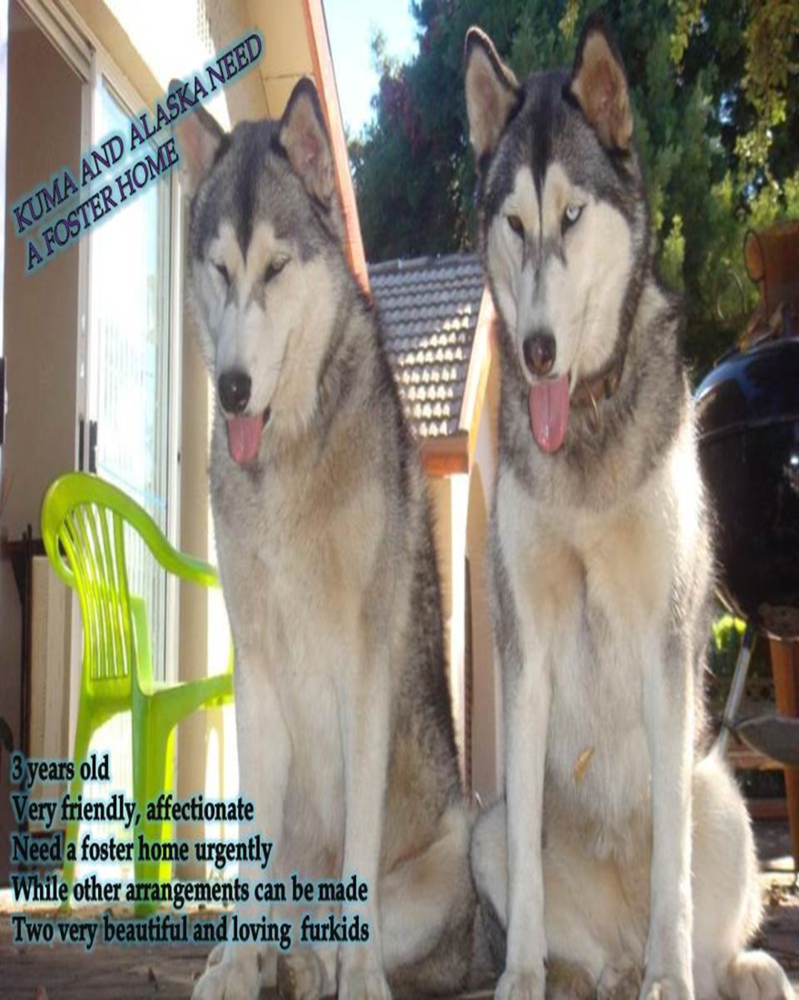 KUMA AND ALASKA NEED
A FOSTER HOME
3 years old
Very friendly, affectionate
Need a foster home urgently
While other arrangements can be made
Two very beautiful and loving furkids